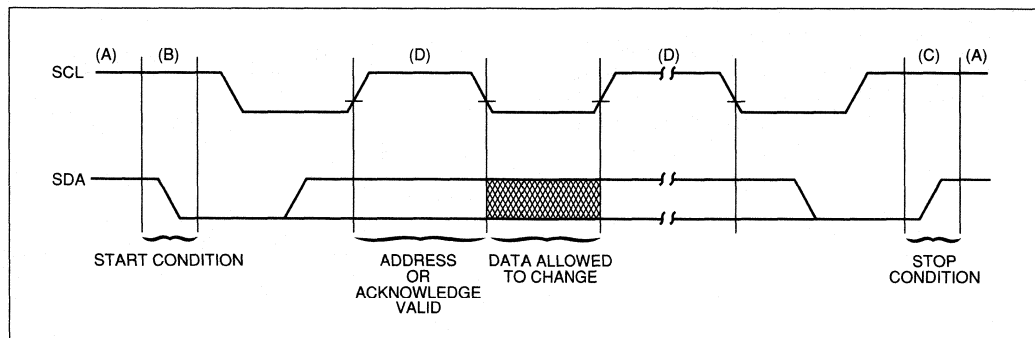 (A) (B) (D) (D) (C) (A)
SCL
SDA
START CONDITION
ADDRESS
OR
ACKNOWLEDGE
VALID
DATA ALLOWED
TO CHANGE
STOP
CONDITION